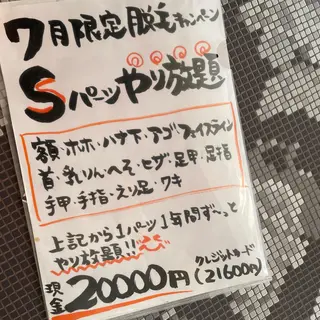 7月限定脱毛キャンペーン
Sパーツやり放題
額・ホホ・ハナ下・アゴ・フェイスライン
首・乳りん・へそ・ヒザ・足甲・足指
手甲・手指・えり足・ワキ
上記から1パーツ1年間ず〜っと
やり放題!!
現金20000円
クレジットカード
(21600円)